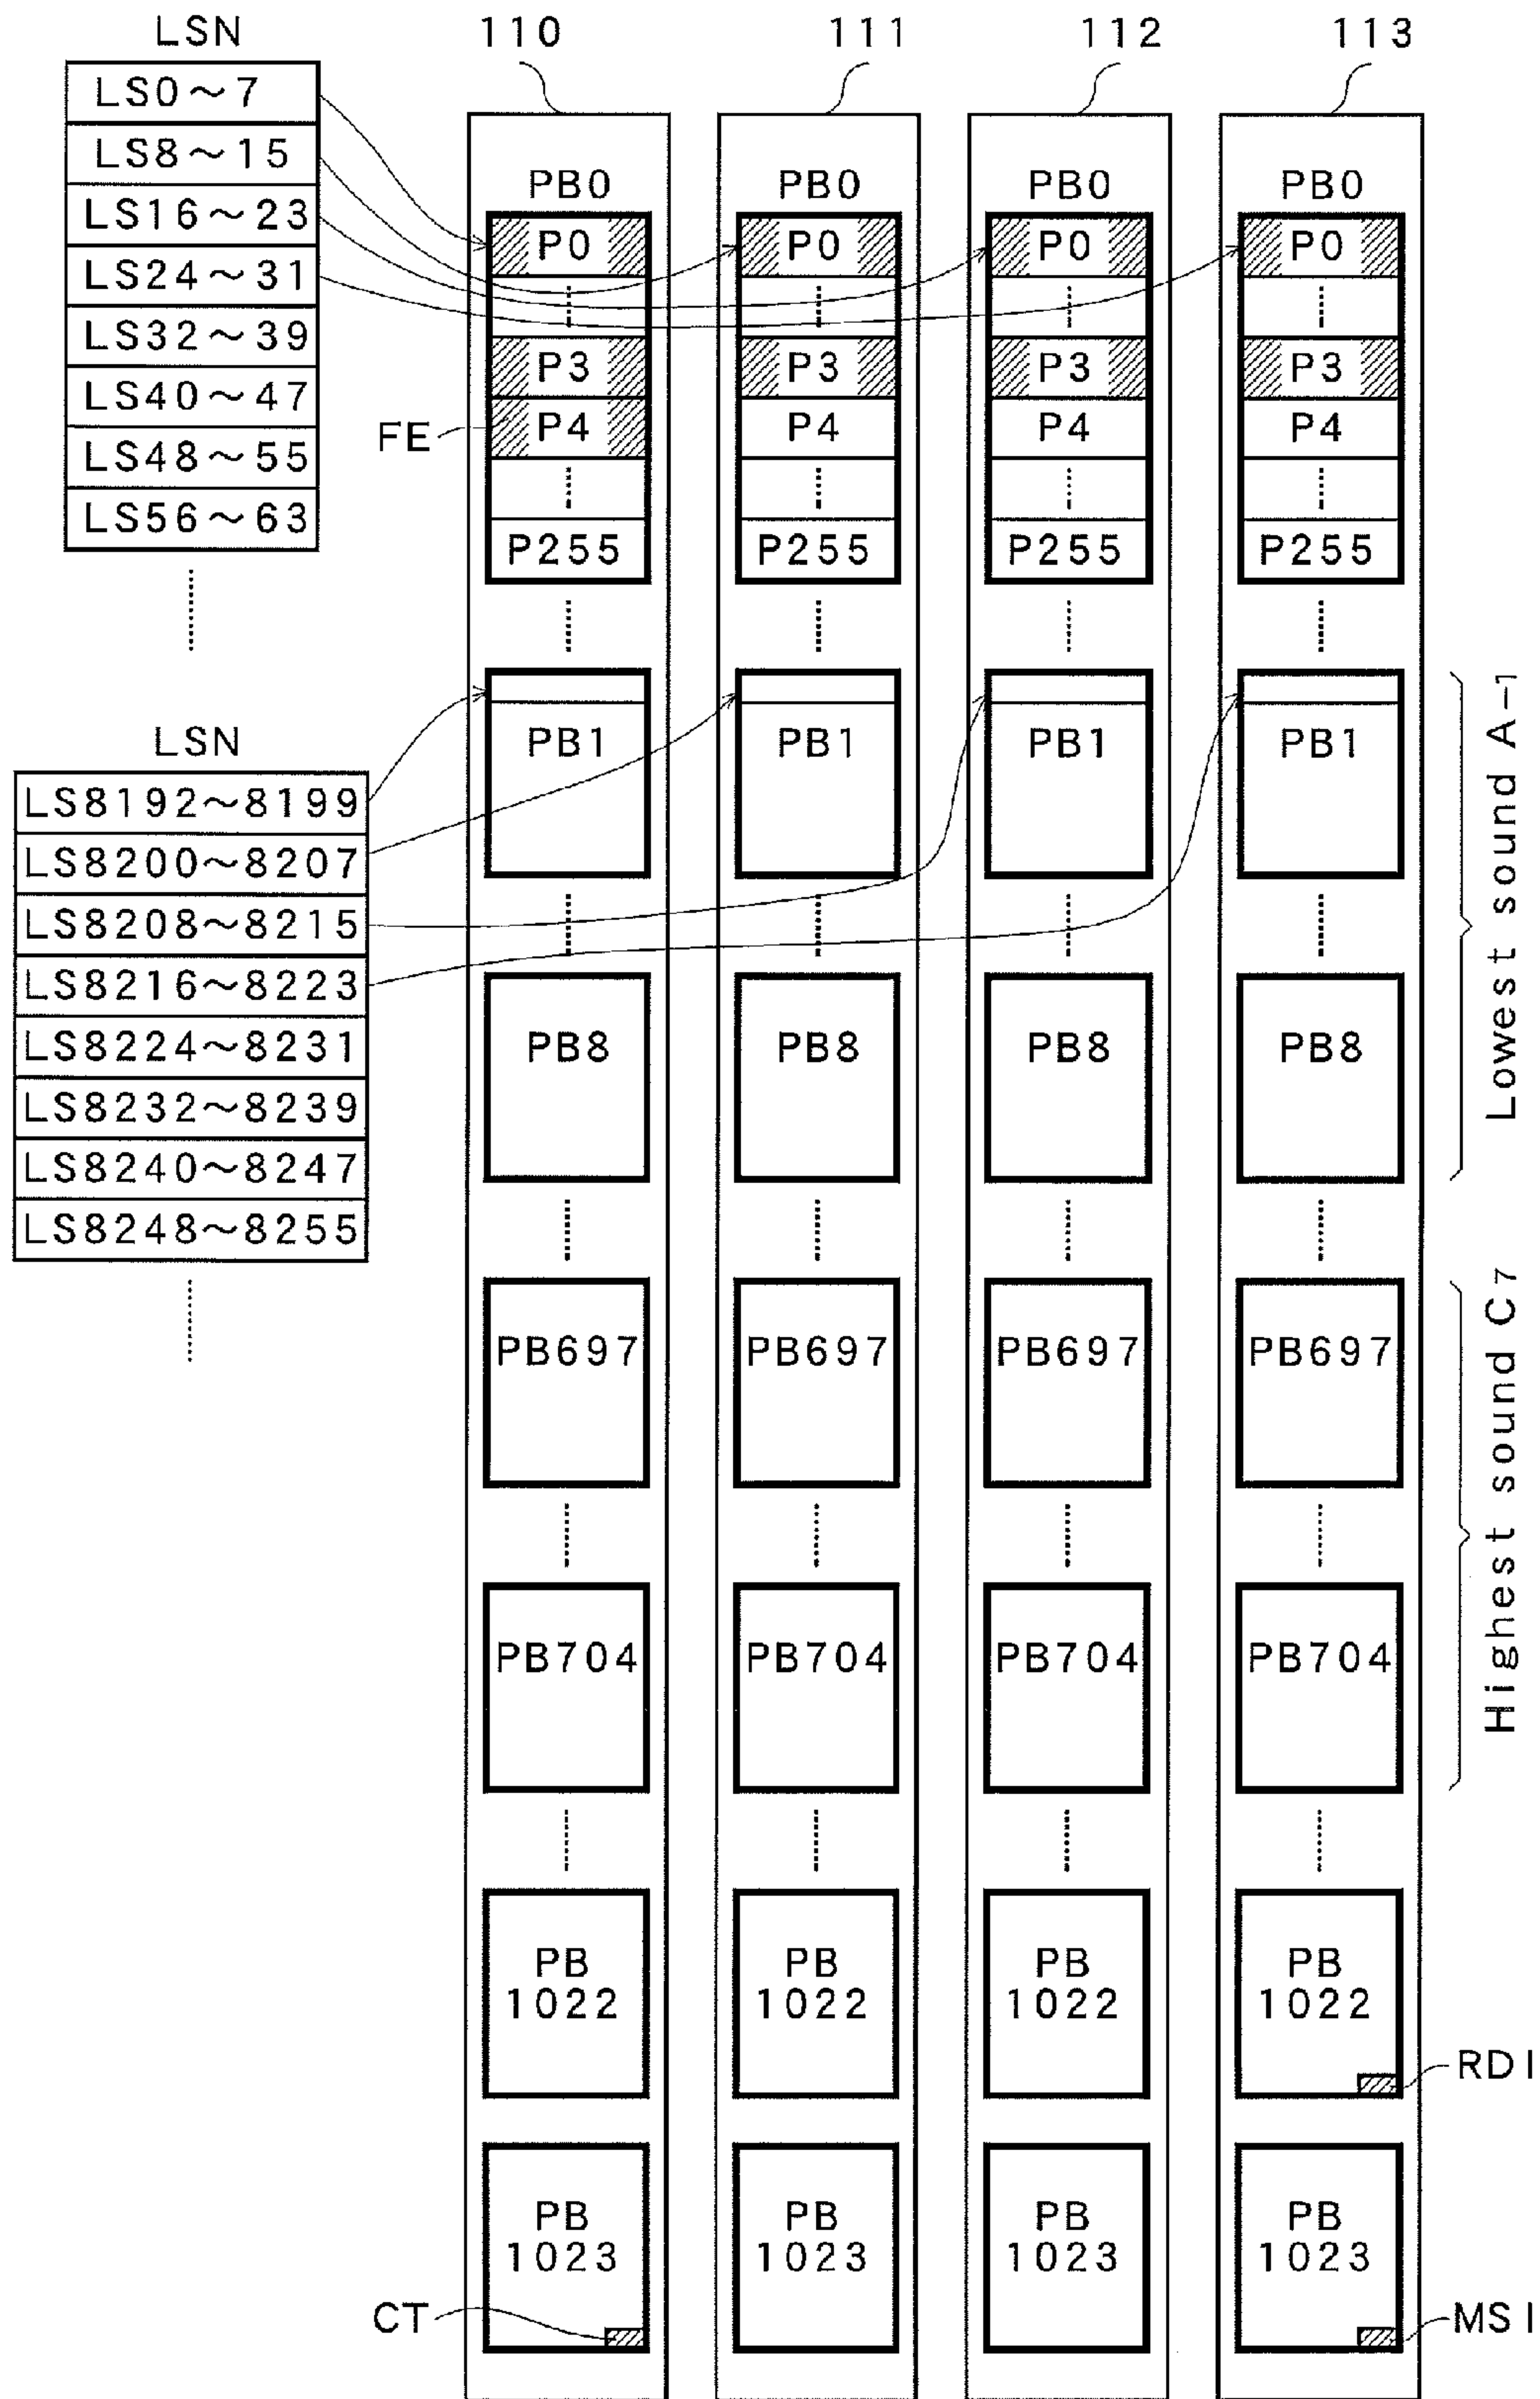 LSN
110
111
112
113
LS0~7
LS8~15
LS16~23
LS24~31
LS32~39
LS40~47
LS48~55
LS56~63
PB0
PB0
PB0
PB0
P0
P0
P0
P0
P3
P3
P3
P3
FE
P4
P4
P4
P4
P255
P255
P255
P255
LSN
LS8192~8199
LS8200~8207
LS8208~8215
LS8216~8223
LS8224~8231
LS8232~8239
LS8240~8247
LS8248~8255
PB1
PB1
PB1
PB1
PB8
PB8
PB8
PB8
Lowest sound A-1
PB697
PB697
PB697
PB697
PB704
PB704
PB704
PB704
Highest sound C7
PB
1022
PB
1022
PB
1022
PB
1022
RDI
PB
1023
PB
1023
PB
1023
PB
1023
CT
MSI